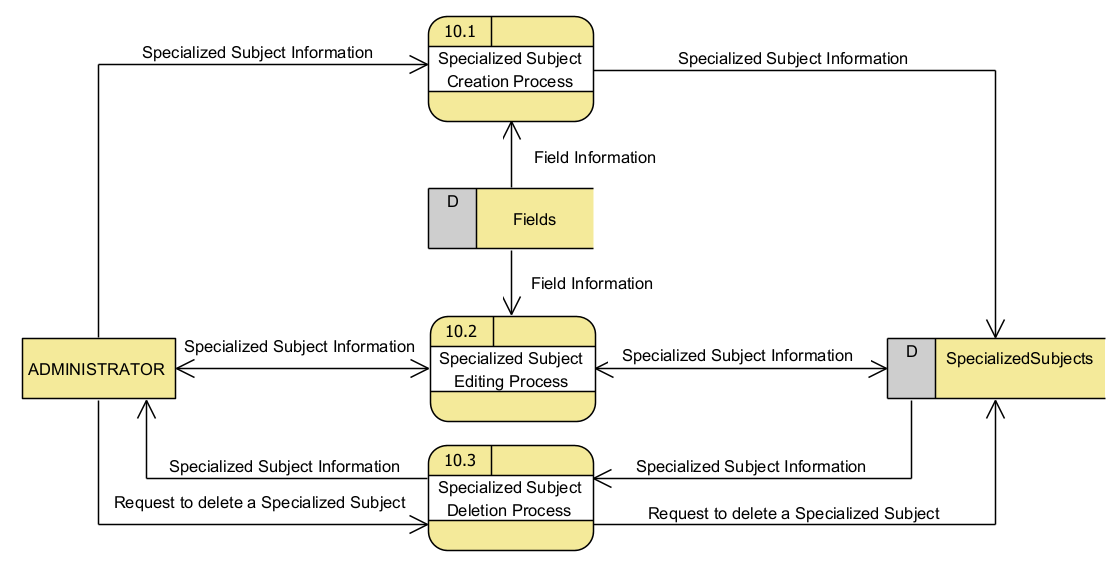 10.1
Specialized Subject Information
Specialized Subject
Creation Process
Specialized Subject Information
Field Information
D
Fields
Field Information
10.2
Specialized Subject Information
Specialized Subject
Editing Process
Specialized Subject Information
ADMINISTRATOR
D
SpecializedSubjects
10.3
Specialized Subject Information
Specialized Subject
Deletion Process
Specialized Subject Information
Request to delete a Specialized Subject
Request to delete a Specialized Subject